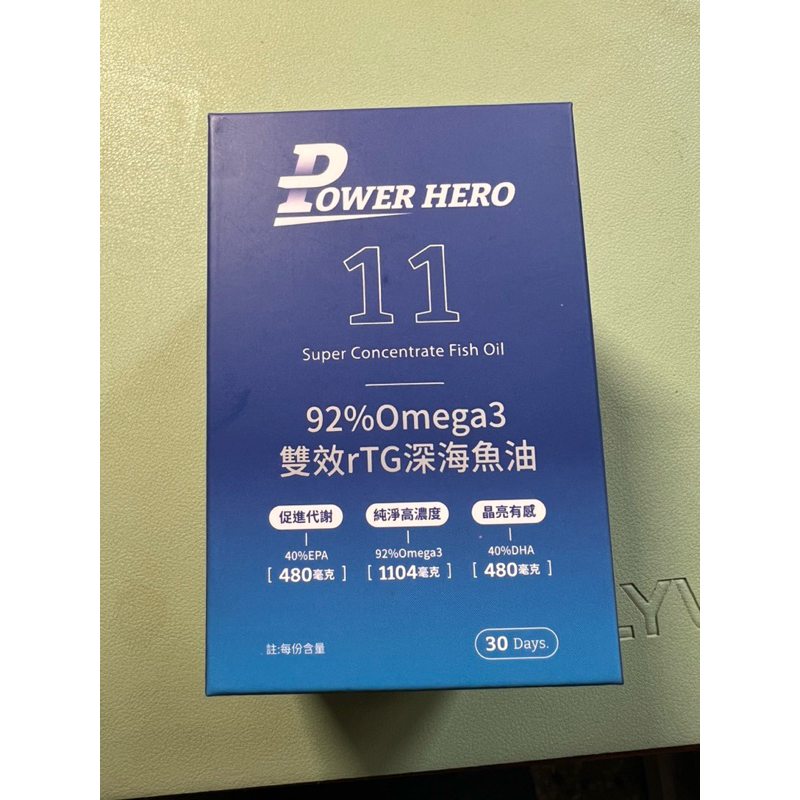 POWER HERO
11
Super Concentrate Fish Oil
92%Omega3
雙效rTG深海魚油
促進代謝 純淨高濃度 晶亮有感
40%EPA 92%Omega3 40%DHA
[ 480毫克 ] [ 1104毫克 ] [ 480毫克 ]
註:每份含量 30 Days.